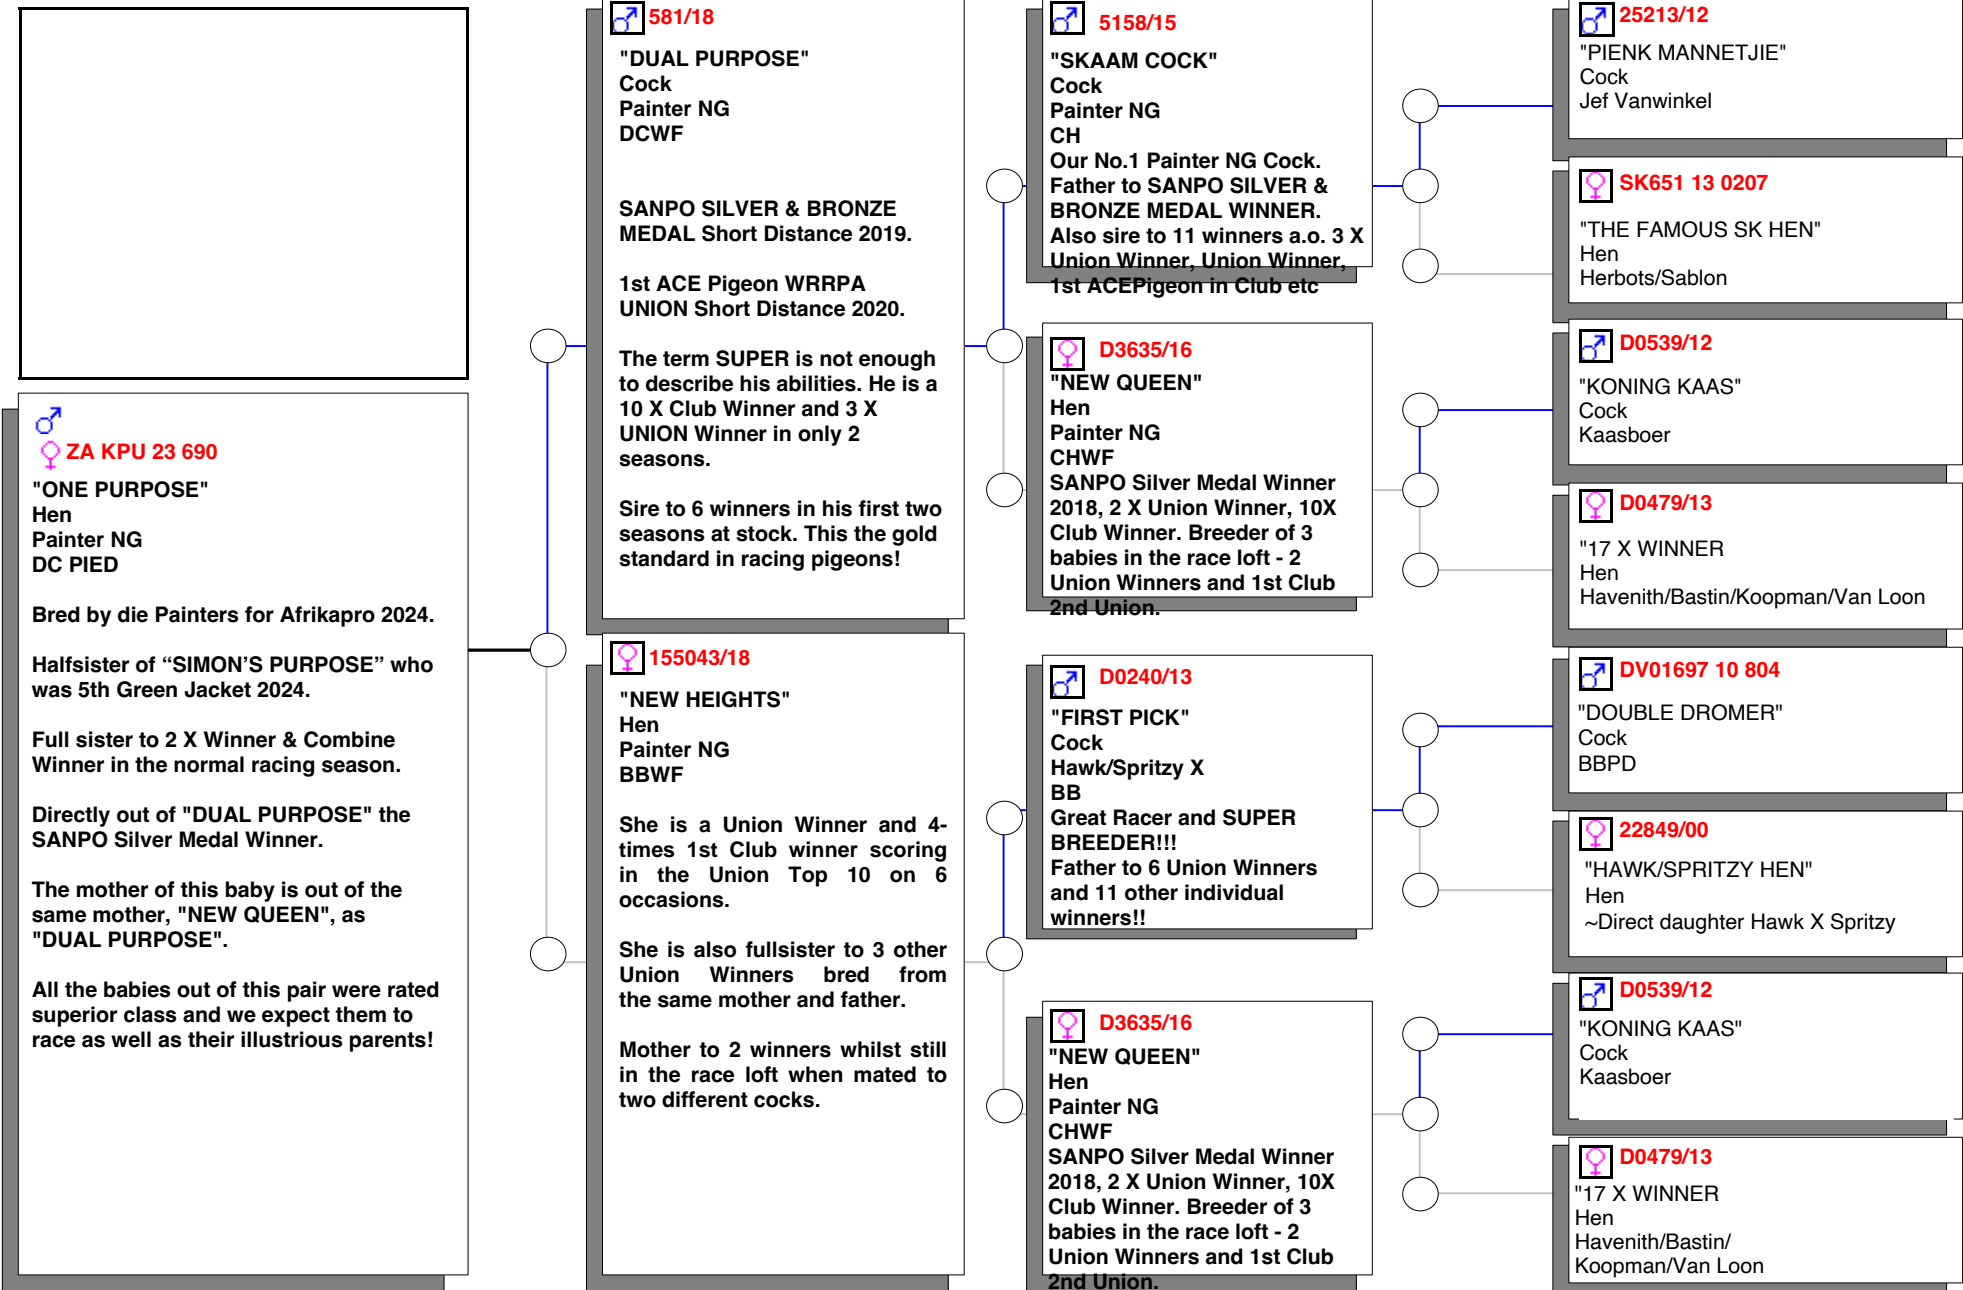 ZA KPU 23 690
"ONE PURPOSE"
Hen
Painter NG
DC PIED
Bred by die Painters for Afrikapro 2024.
Halfsister of “SIMON'S PURPOSE” who
was 5th Green Jacket 2024.
Full sister to 2 X Winner & Combine
Winner in the normal racing season.
Directly out of "DUAL PURPOSE" the
SANPO Silver Medal Winner.
The mother of this baby is out of the
same mother, "NEW QUEEN", as
"DUAL PURPOSE".
All the babies out of this pair were rated
superior class and we expect them to
race as well as their illustrious parents!
581/18
"DUAL PURPOSE"
Cock
Painter NG
DCWF
SANPO SILVER & BRONZE
MEDAL Short Distance 2019.
1st ACE Pigeon WRRPA
UNION Short Distance 2020.
The term SUPER is not enough
to describe his abilities. He is a
10 X Club Winner and 3 X
UNION Winner in only 2
seasons.
Sire to 6 winners in his first two
seasons at stock. This the gold
standard in racing pigeons!
155043/18
"NEW HEIGHTS"
Hen
Painter NG
BBWF
She is a Union Winner and 4-
times 1st Club winner scoring
in the Union Top 10 on 6
occasions.
She is also fullsister to 3 other
Union Winners bred from
the same mother and father.
Mother to 2 winners whilst still
in the race loft when mated to
two different cocks.
5158/15
"SKAAM COCK"
Cock
Painter NG
CH
Our No.1 Painter NG Cock.
Father to SANPO SILVER &
BRONZE MEDAL WINNER.
Also sire to 11 winners a.o. 3 X
Union Winner, Union Winner,
1st ACEPigeon in Club etc
D3635/16
"NEW QUEEN"
Hen
Painter NG
CHWF
SANPO Silver Medal Winner
2018, 2 X Union Winner, 10X
Club Winner. Breeder of 3
babies in the race loft - 2
Union Winners and 1st Club
2nd Union.
D0240/13
"FIRST PICK"
Cock
Hawk/Spritzy X
BB
Great Racer and SUPER
BREEDER!!!
Father to 6 Union Winners
and 11 other individual
winners!!
D3635/16
"NEW QUEEN"
Hen
Painter NG
CHWF
SANPO Silver Medal Winner
2018, 2 X Union Winner, 10X
Club Winner. Breeder of 3
babies in the race loft - 2
Union Winners and 1st Club
2nd Union.
25213/12
"PIENK MANNETJIE"
Cock
Jef Vanwinkel
SK651 13 0207
"THE FAMOUS SK HEN"
Hen
Herbots/Sablon
D0539/12
"KONING KAAS"
Cock
Kaasboer
D0479/13
"17 X WINNER
Hen
Havenith/Bastin/Koopman/Van Loon
DV01697 10 804
"DOUBLE DROMER"
Cock
BBPD
22849/00
"HAWK/SPRITZY HEN"
Hen
~Direct daughter Hawk X Spritzy
D0539/12
"KONING KAAS"
Cock
Kaasboer
D0479/13
"17 X WINNER
Hen
Havenith/Bastin/
Koopman/Van Loon